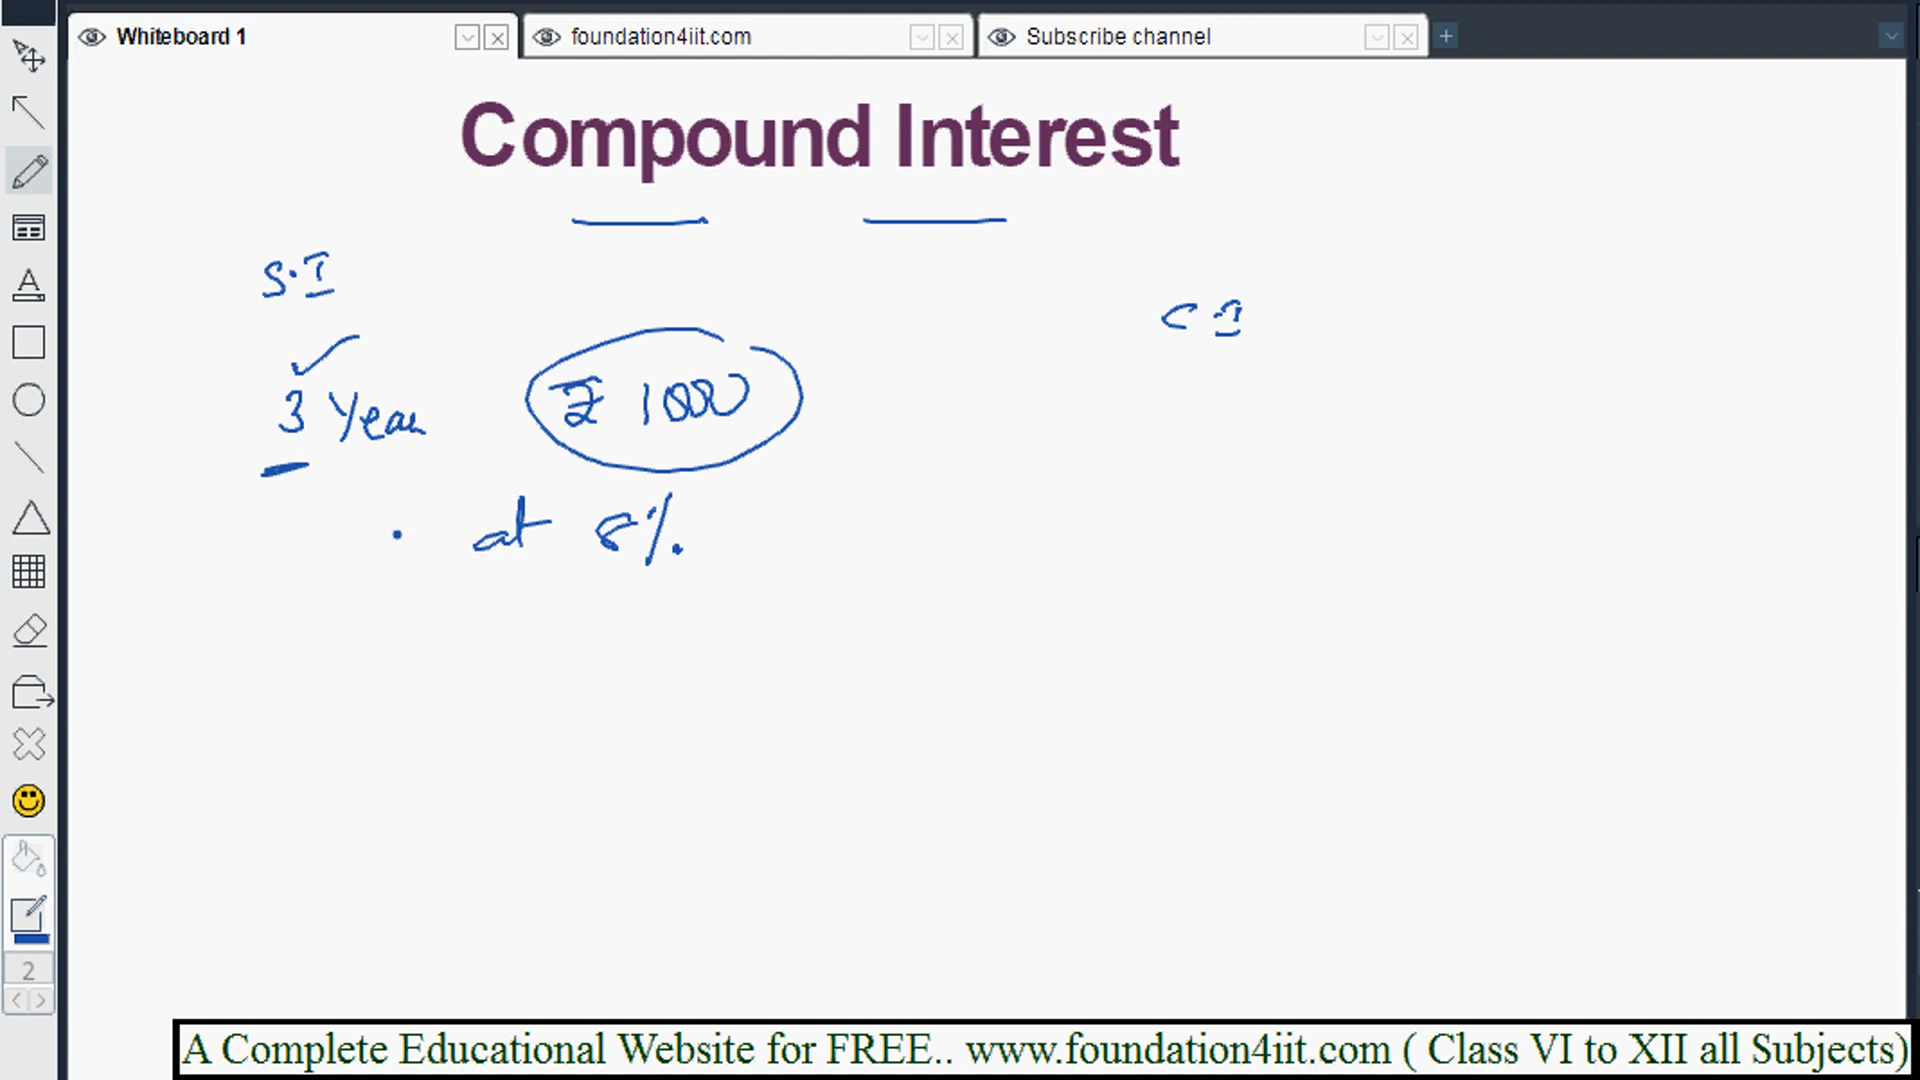 Whiteboard 1
foundation4iit.com
Subscribe channel
Compound Interest
S.I
C I
3 Year ₹ 1000
at 8%.
2
A Complete Educational Website for FREE.. www.foundation4iit.com ( Class VI to XII all Subjects)